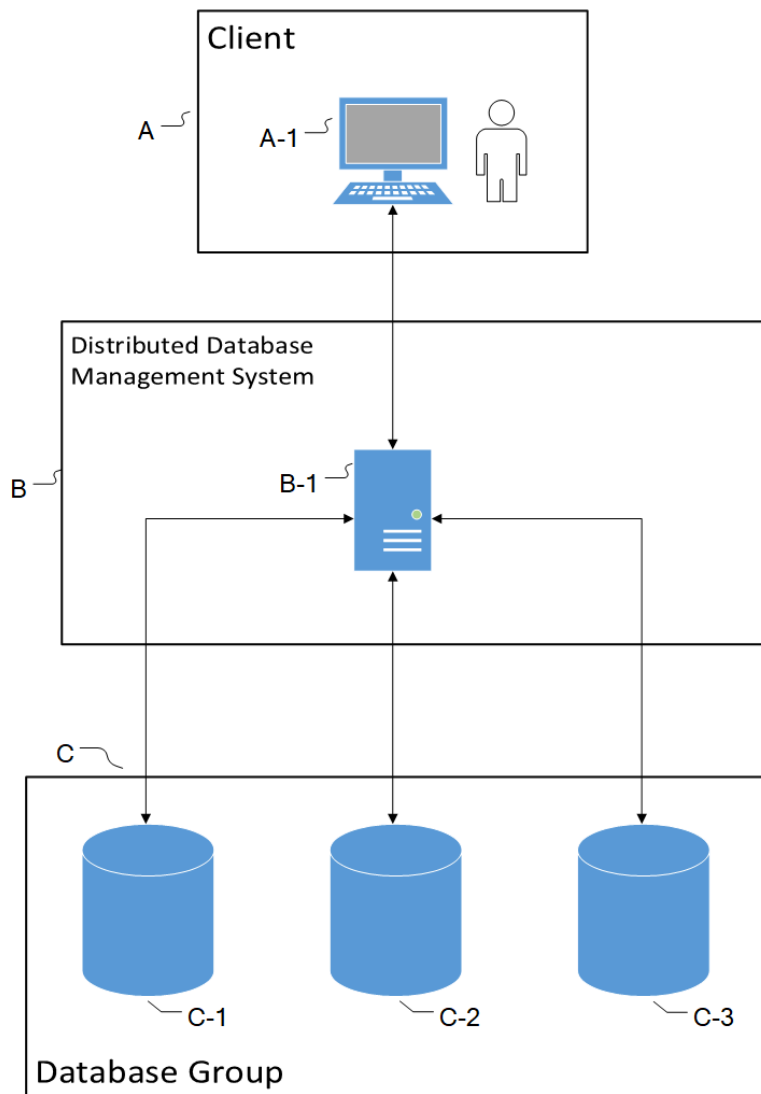 Client
A
A-1
Distributed Database
Management System
B-1
B
C
C-1
C-2
C-3
Database Group